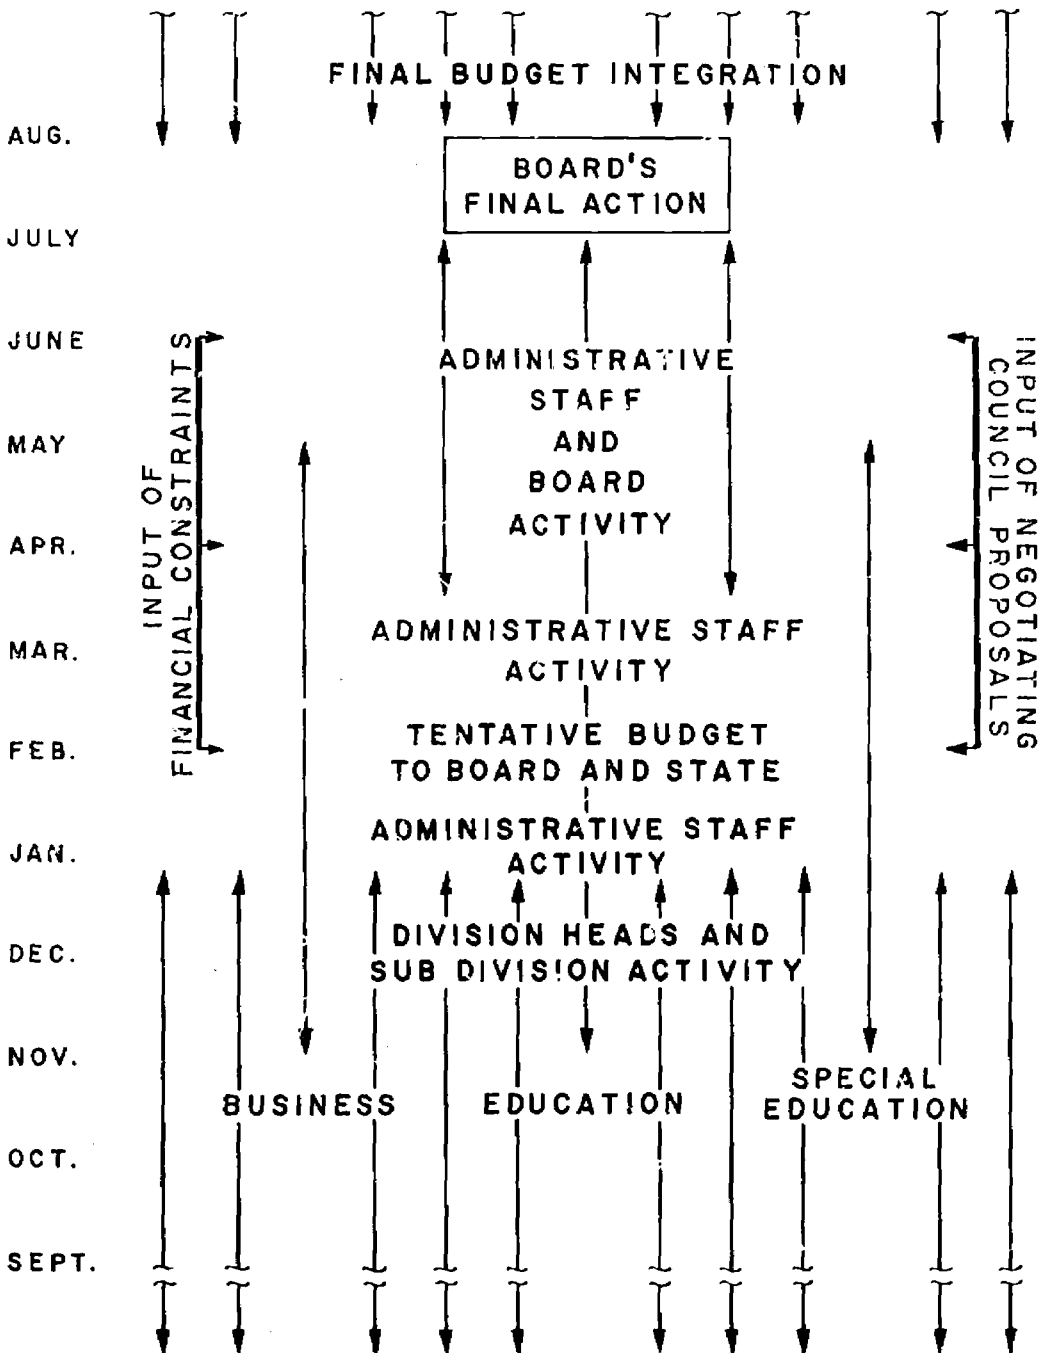 FINAL BUDGET INTEGRATION
AUG.
BOARD'S
FINAL ACTION
JULY
JUNE
INPUT OF
FINANCIAL CONSTRAINTS
ADMINISTRATIVE
STAFF
AND
BOARD
ACTIVITY
INPUT OF NEGOTIATING
COUNCIL PROPOSALS
MAY
APR.
ADMINISTRATIVE STAFF
ACTIVITY
MAR.
TENTATIVE BUDGET
TO BOARD AND STATE
FEB.
ADMINISTRATIVE STAFF
ACTIVITY
JAN.
DIVISION HEADS AND
SUB DIVISION ACTIVITY
DEC.
NOV.
BUSINESS
EDUCATION
SPECIAL
EDUCATION
OCT.
SEPT.